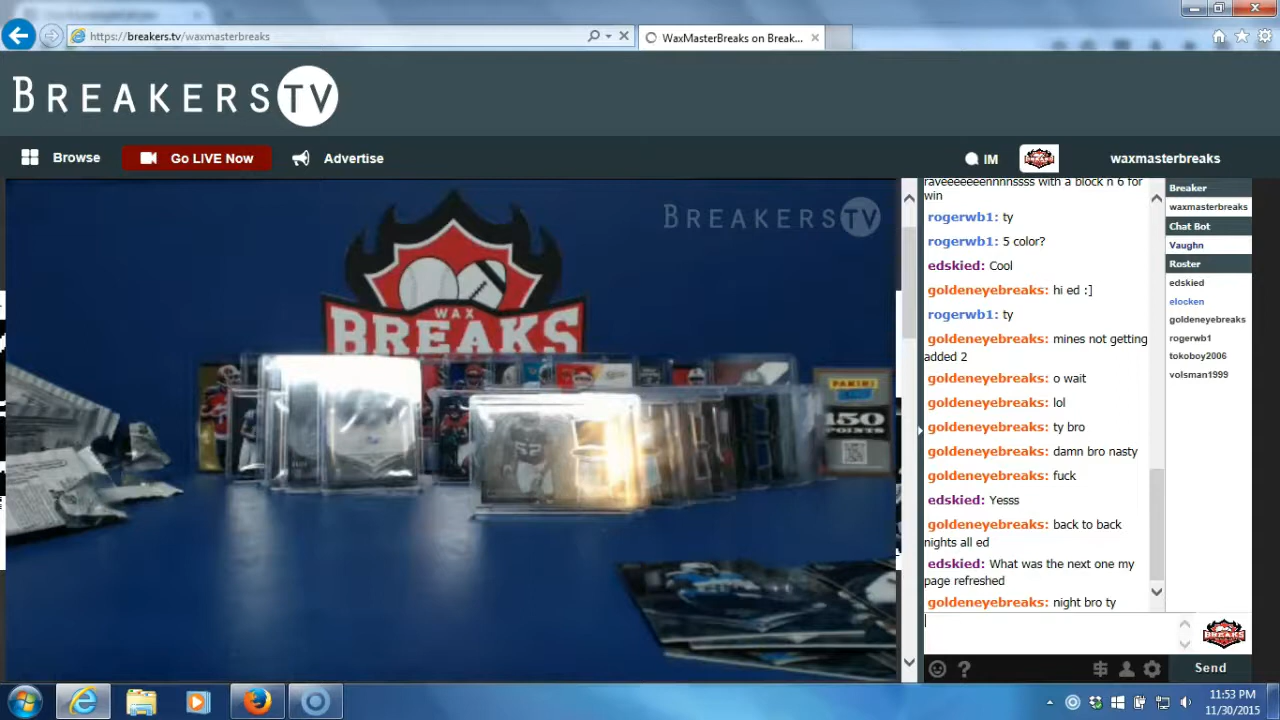 https://breakers.tv/waxmasterbreaks
WaxMasterBreaks on Break...
BREAKERSTV
Browse
Go LIVE Now
Advertise
IM
waxmasterbreaks
BREAKERSTV
WAX
BREAKS
PANINI
150
POINTS
52
raveeeeeeennnnssss with a block n 6 for
win
rogerwb1: ty
rogerwb1: 5 color?
edskied: Cool
goldeneyebreaks: hi ed :]
rogerwb1: ty
goldeneyebreaks: mines not getting
added 2
goldeneyebreaks: o wait
goldeneyebreaks: lol
goldeneyebreaks: ty bro
goldeneyebreaks: damn bro nasty
goldeneyebreaks: fuck
edskied: Yesss
goldeneyebreaks: back to back
nights all ed
edskied: What was the next one my
page refreshed
goldeneyebreaks: night bro ty
Breaker
waxmasterbreaks
Chat Bot
Vaughn
Roster
edskied
elocken
goldeneyebreaks
rogerwb1
tokoboy2006
volsman1999
BREAKS
Send
11:53 PM
11/30/2015